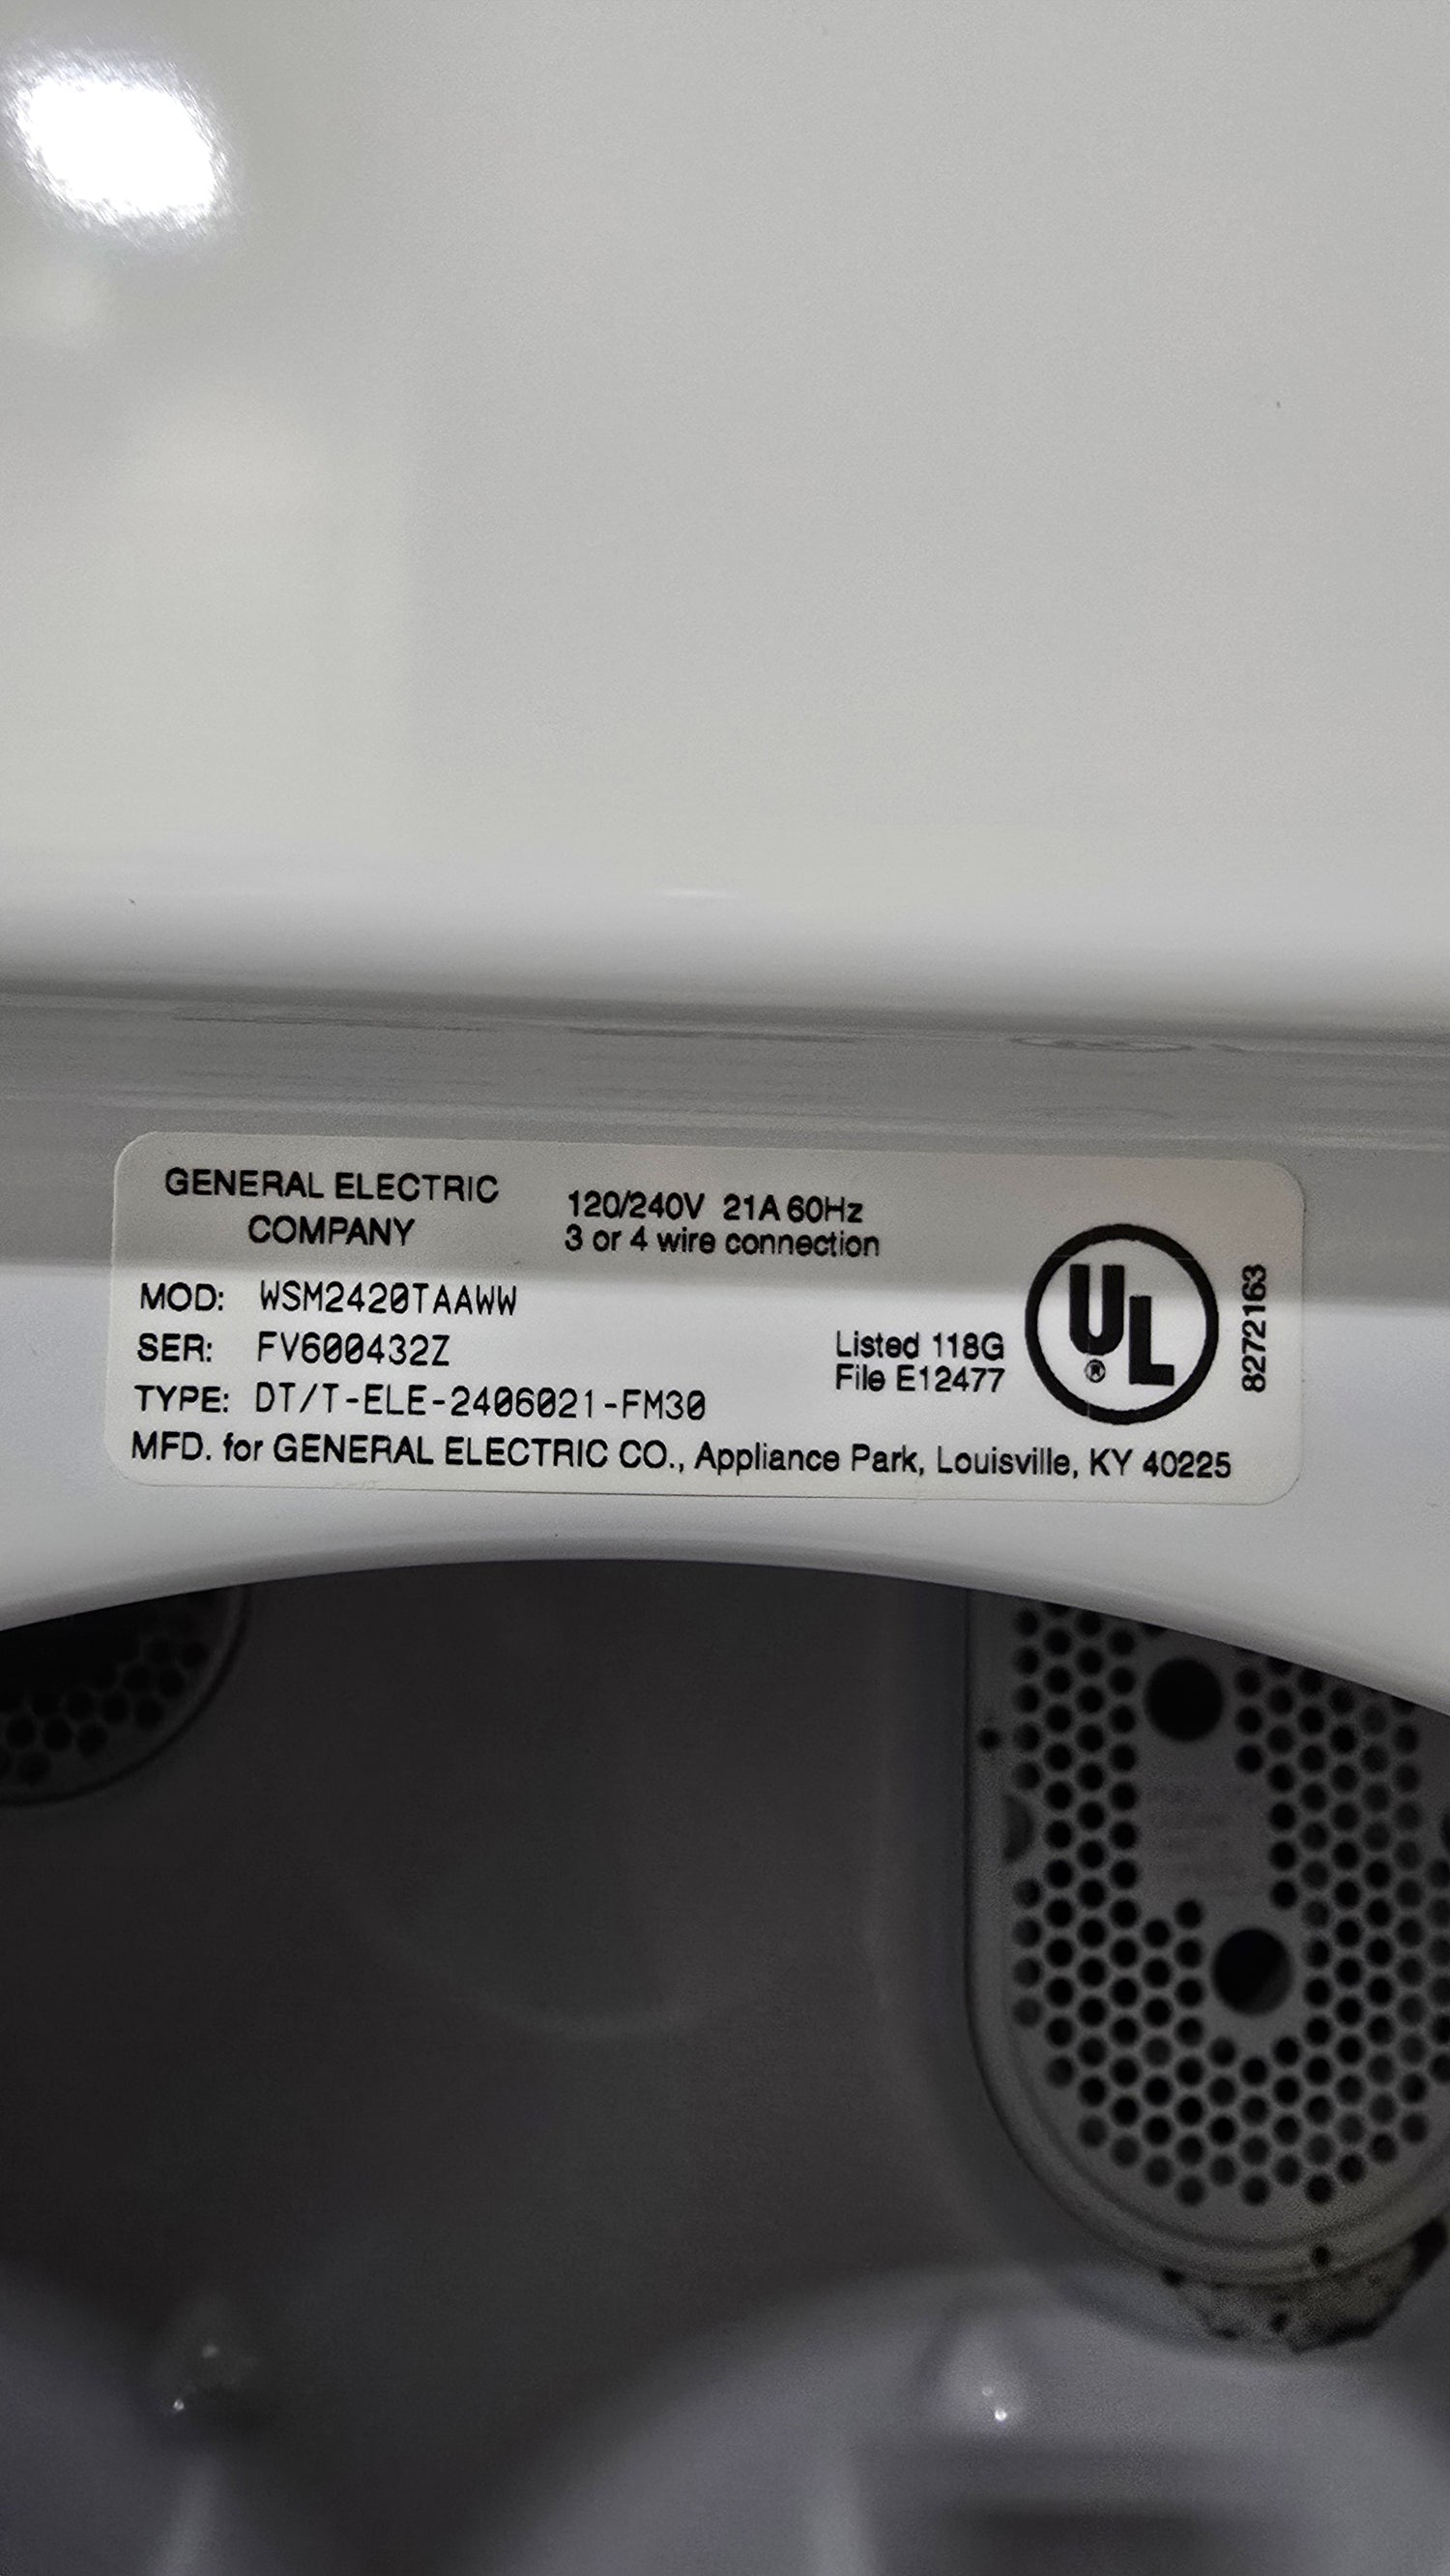 GENERAL ELECTRIC
COMPANY
120/240V 21A 60Hz
3 or 4 wire connection
MOD: WSM2420TAAWW
SER: FV600432Z
TYPE: DT/T-ELE-2406021-FM30
Listed 118G
File E12477
UL
®
8272163
MFD. for GENERAL ELECTRIC CO., Appliance Park, Louisville, KY 40225